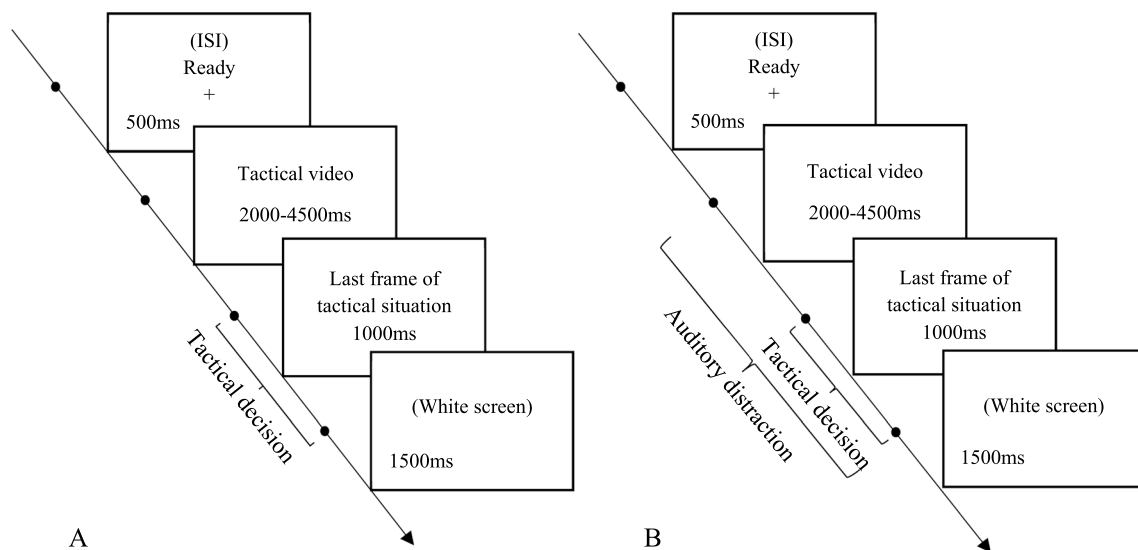 (ISI)
Ready
+
500ms
Tactical video
2000-4500ms
Last frame of
tactical situation
1000ms
(White screen)
1500ms
Tactical decision
A
(ISI)
Ready
+
500ms
Tactical video
2000-4500ms
Last frame of
tactical situation
1000ms
(White screen)
1500ms
Tactical decision
Auditory distraction
B